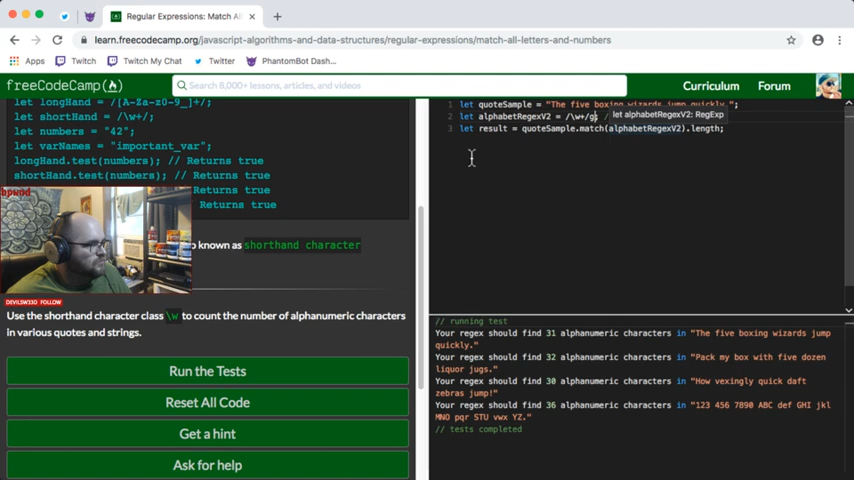 Regular Expressions: Match All
learn.freecodecamp.org/javascript-algorithms-and-data-structures/regular-expressions/match-all-letters-and-numbers
Apps Twitch Twitch My Chat Twitter PhantomBot Dash...
freeCodeCamp
Search 8,000+ lessons, articles, and videos
Curriculum Forum
let longHand = /[A-Za-z0-9_]+/;
let shortHand = /\w+/;
let numbers = "42";
let varNames = "important_var";
longHand.test(numbers); // Returns true
shortHand.test(numbers); // Returns true
Returns true
Returns true
known as shorthand character
DEVILSW33D FOLLOW
Use the shorthand character class \w to count the number of alphanumeric characters
in various quotes and strings.
Run the Tests
Reset All Code
Get a hint
Ask for help
1 let quoteSample = "The five boxing wizards jump quickly.";
2 let alphabetRegexV2 = /\w+/g;
let alphabetRegexV2: RegExp
3 let result = quoteSample.match(alphabetRegexV2).length;
// running test
Your regex should find 31 alphanumeric characters in "The five boxing wizards jump
quickly."
Your regex should find 32 alphanumeric characters in "Pack my box with five dozen
liquor jugs."
Your regex should find 30 alphanumeric characters in "How vexingly quick daft
zebras jump!"
Your regex should find 36 alphanumeric characters in "123 456 7890 ABC def GHI jkl
MNO pqr STU vwx YZ."
// tests completed